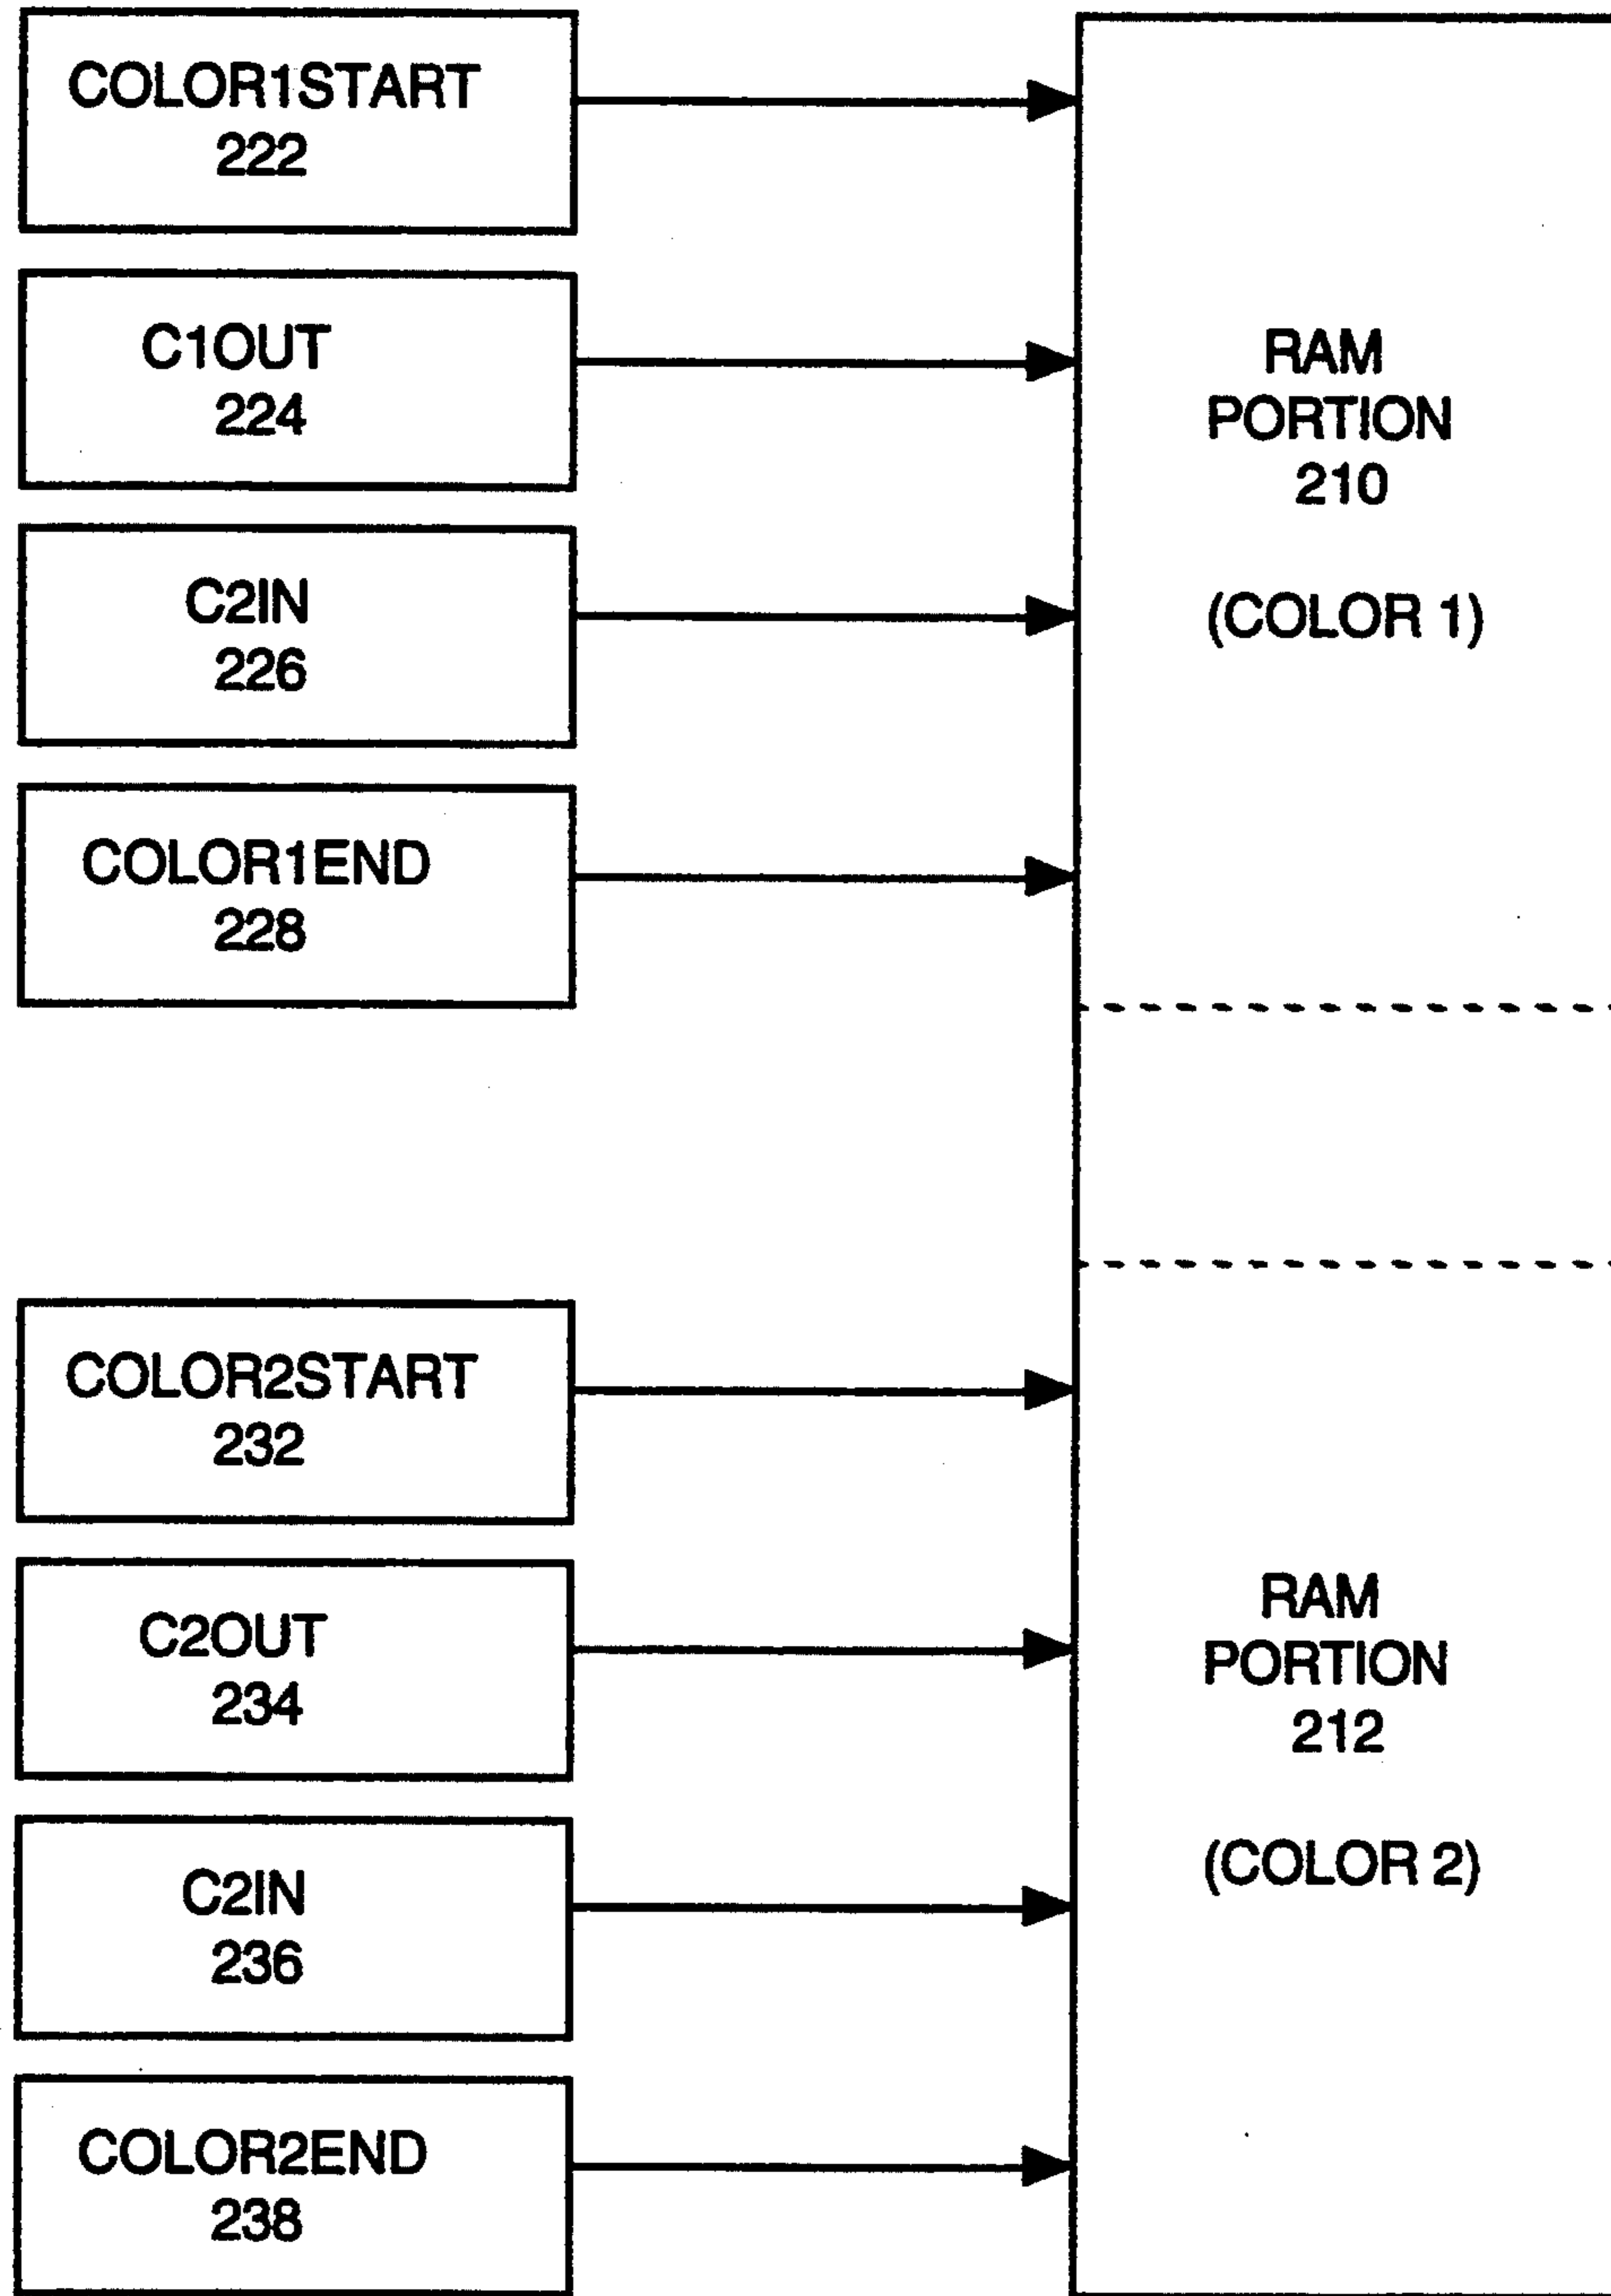 COLOR1START
222
C1OUT
224
C2IN
226
COLOR1END
228
RAM
PORTION
210
(COLOR 1)
COLOR2START
232
C2OUT
234
C2IN
236
COLOR2END
238
RAM
PORTION
212
(COLOR 2)